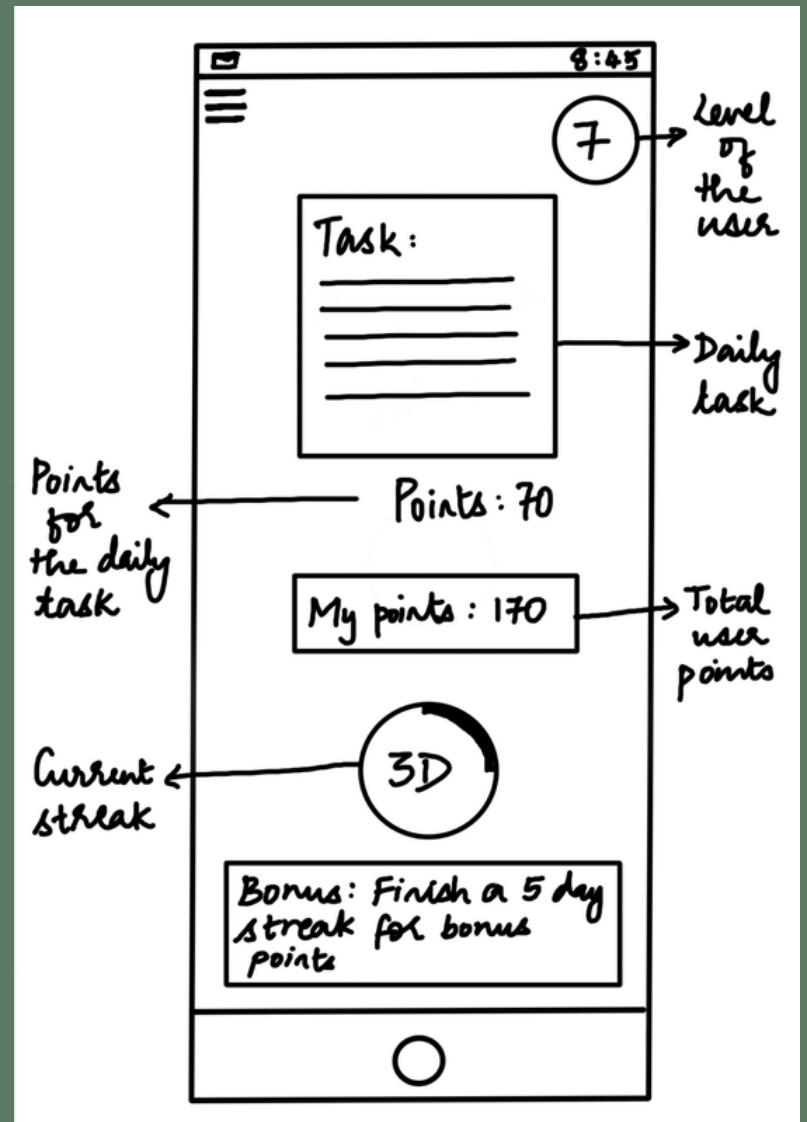 8:45
7
Level
of
the
user
Task:
Daily
task
Points
for
the daily
task
Points: 70
My points: 170
Total
user
points
Current
streak
3D
Bonus: Finish a 5 day
streak for bonus
points